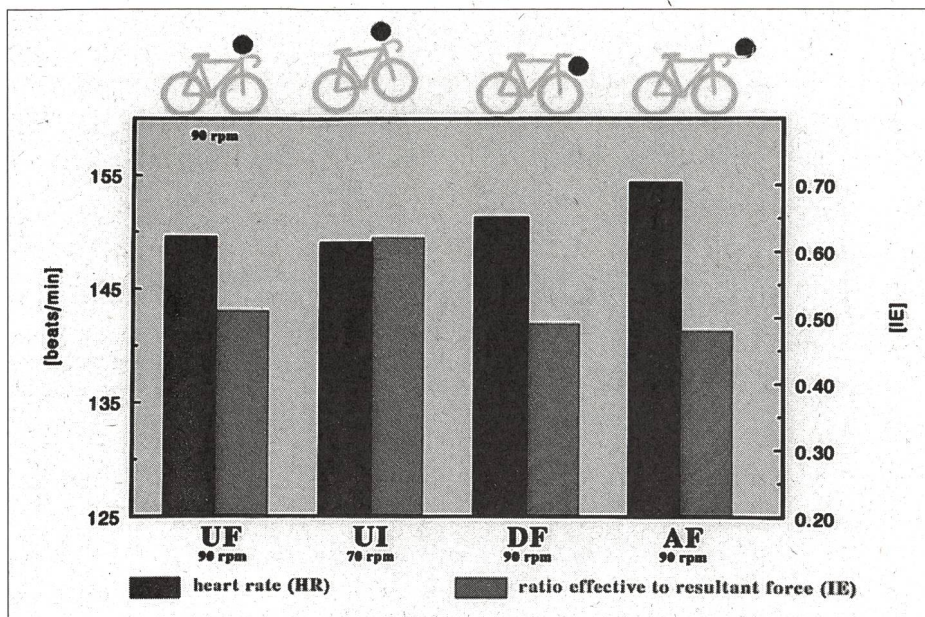 90 rpm
155
145
135
125
[beats/min]
0.70
0.60
0.50
0.40
0.30
0.20
[IE]
UF UI DF AF
90 rpm 70 rpm 90 rpm 90 rpm
heart rate (HR) ratio effective to resultant force (IE)